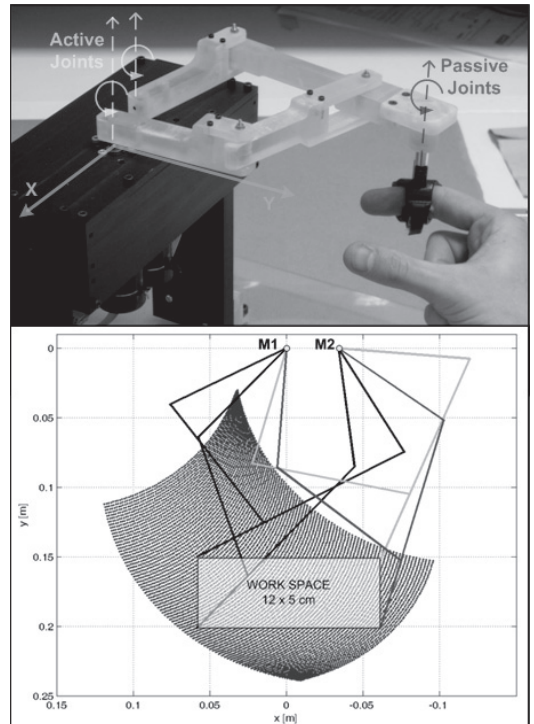 Active
Joints
Passive
Joints
X
Y
M1
M2
0
0.05
0.1
0.15
0.2
0.25
y [m]
WORK SPACE
12 x 5 cm
0.15
0.1
0.05
0
-0.05
-0.1
x [m]